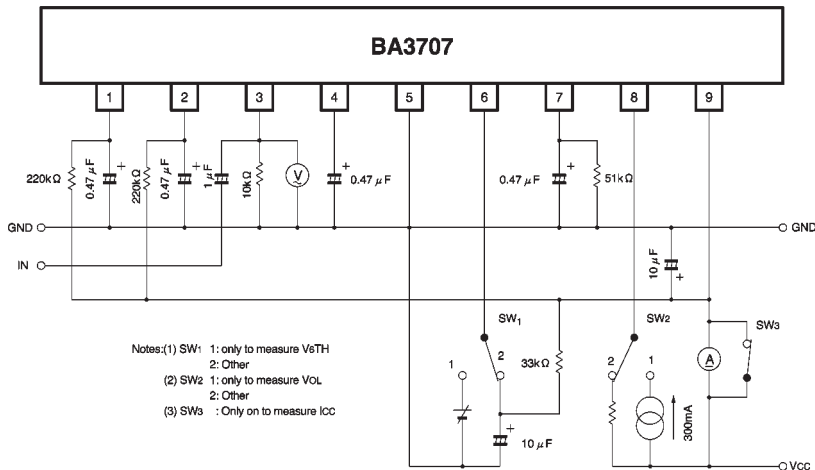 BA3707
1 2 3 4 5 6 7 8 9
220kΩ
0.47 μF
+
220kΩ
0.47 μF
+
1 μF
10kΩ
V
+
0.47 μF
0.47 μF
+
51kΩ
GND
GND
IN
10 μF
+
SW1
SW2
SW3
1
2
33kΩ
2
1
A
300mA
+
10 μF
Vcc
Notes:(1) SW1 1: only to measure V6TH
2: Other
(2) SW2 1: only to measure VOL
2: Other
(3) SW3 : Only on to measure ICC